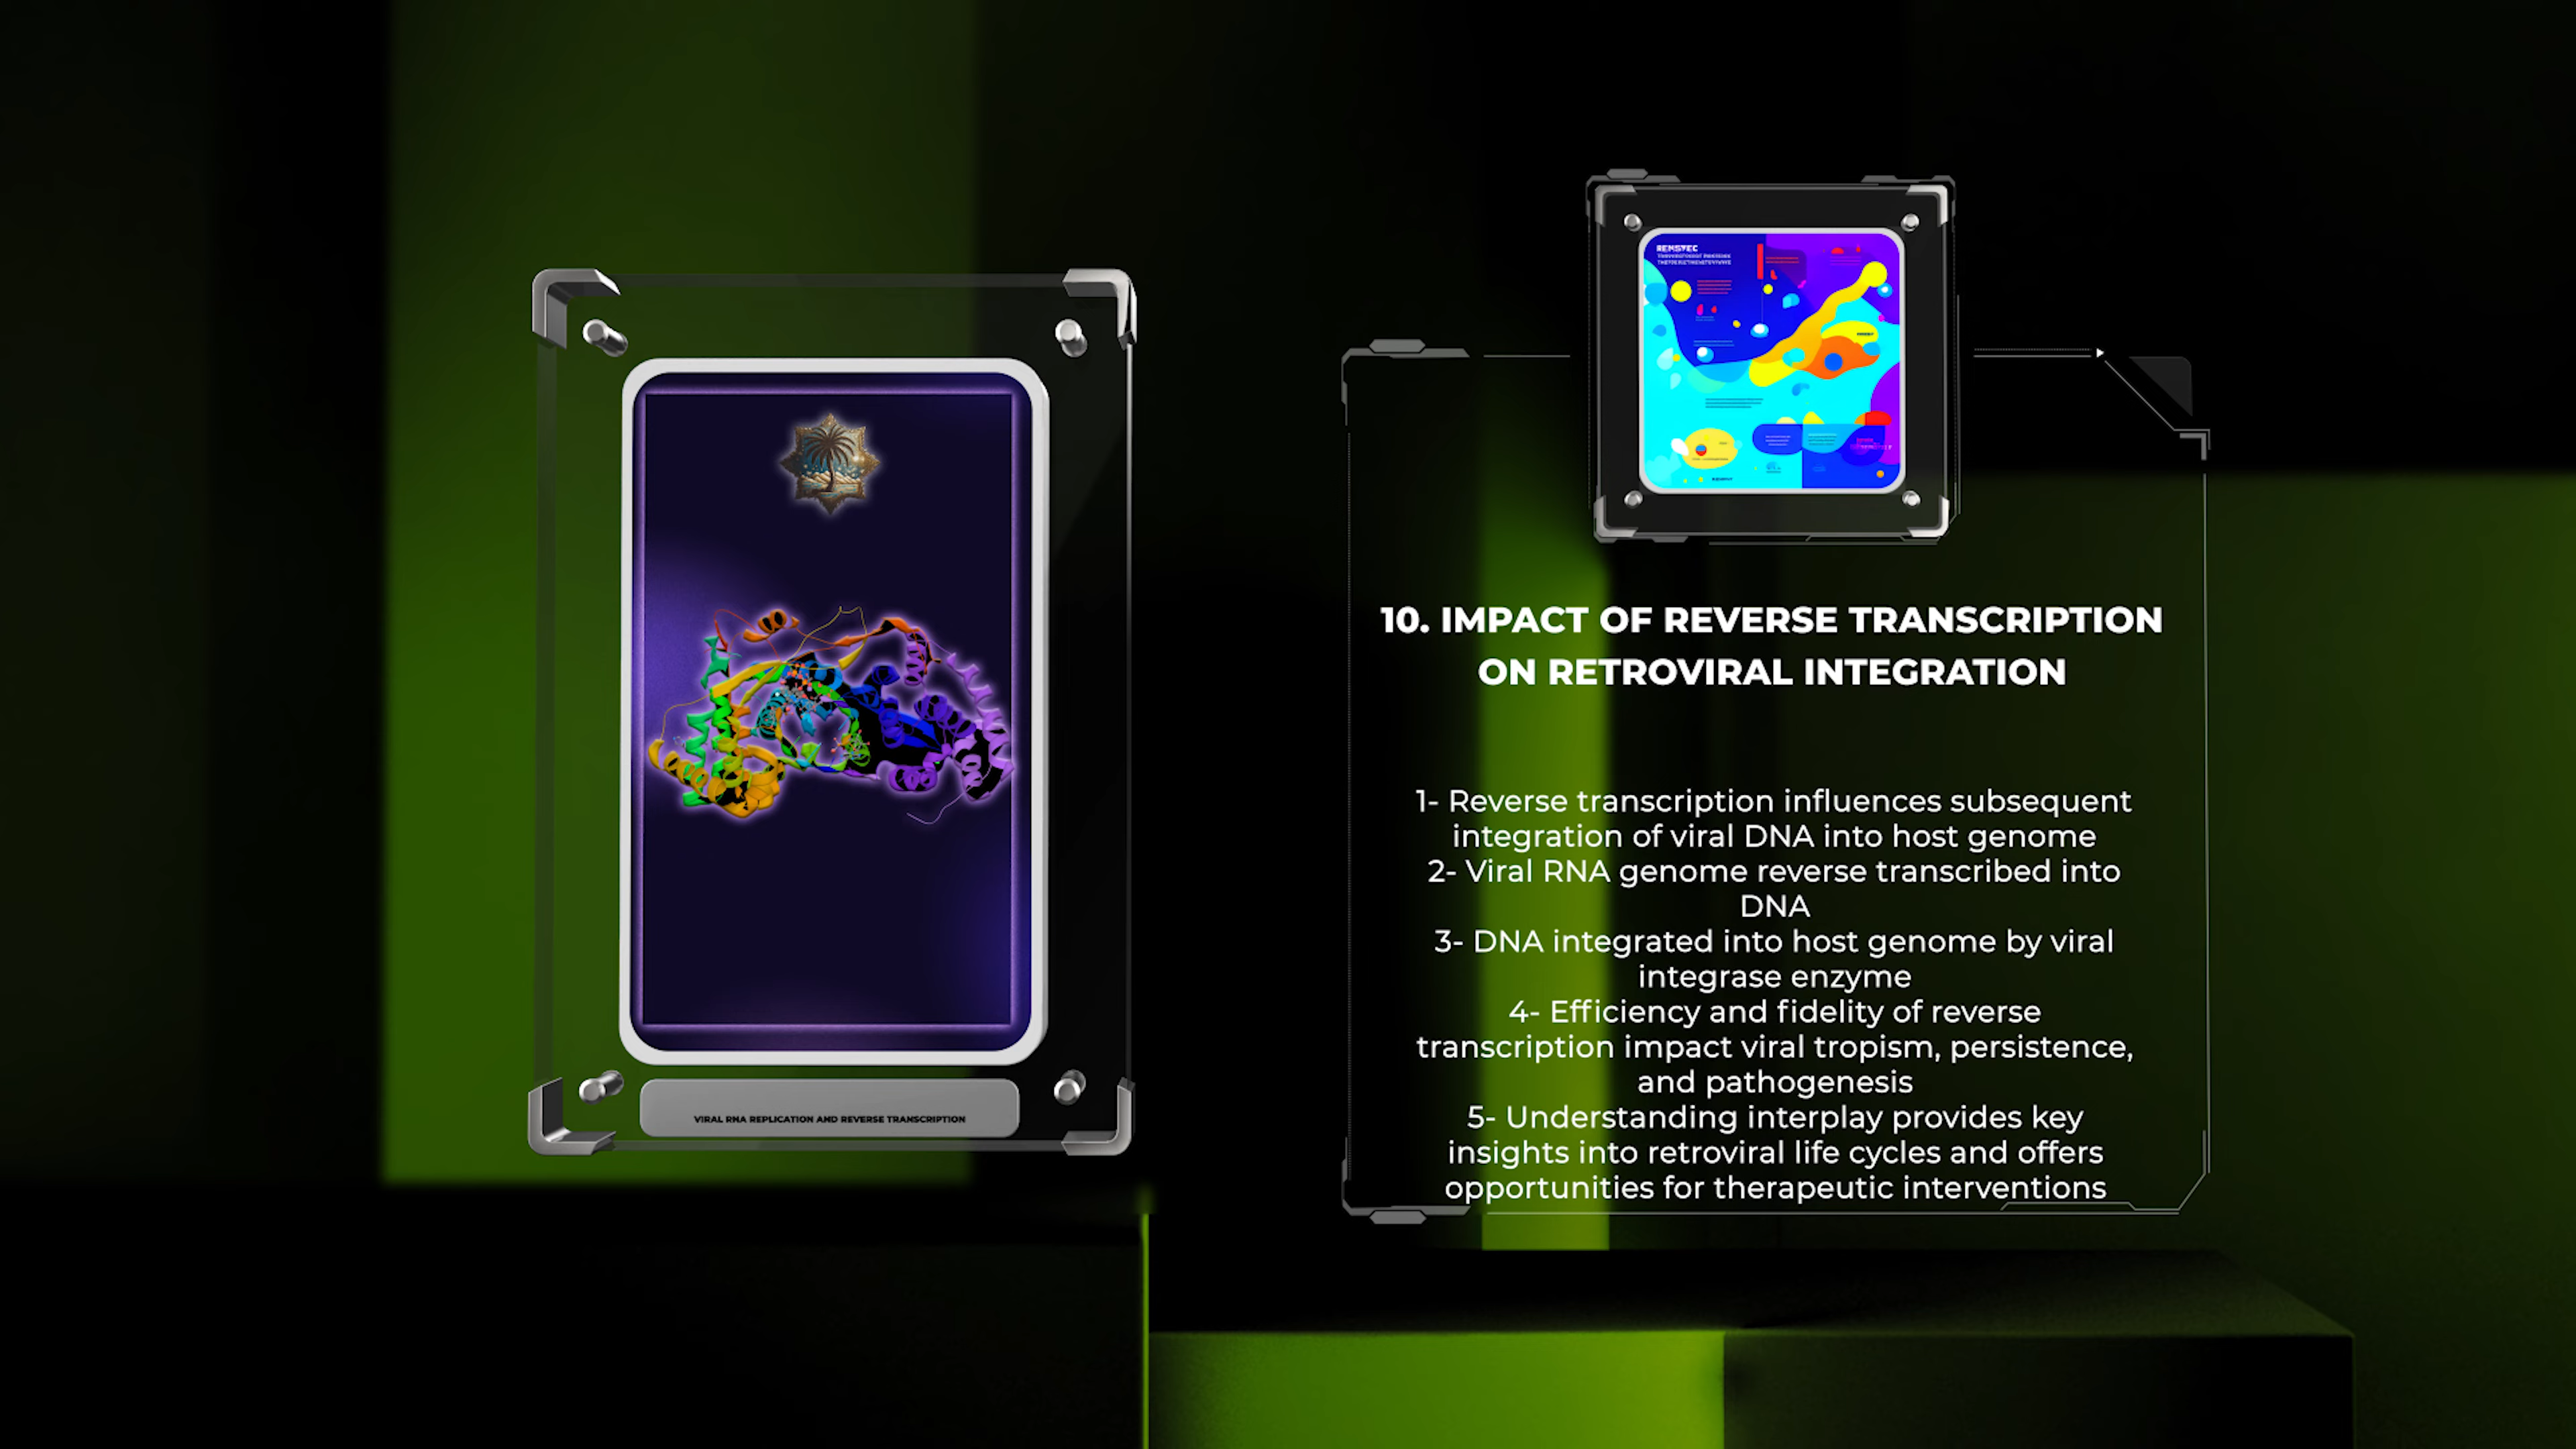 REMSTEC
10. IMPACT OF REVERSE TRANSCRIPTION
ON RETROVIRAL INTEGRATION
1- Reverse transcription influences subsequent
integration of viral DNA into host genome
2- Viral RNA genome reverse transcribed into
DNA
3- DNA integrated into host genome by viral
integrase enzyme
4- Efficiency and fidelity of reverse
transcription impact viral tropism, persistence,
and pathogenesis
5- Understanding interplay provides key
insights into retroviral life cycles and offers
opportunities for therapeutic interventions
VIRAL RNA REPLICATION AND REVERSE TRANSCRIPTION